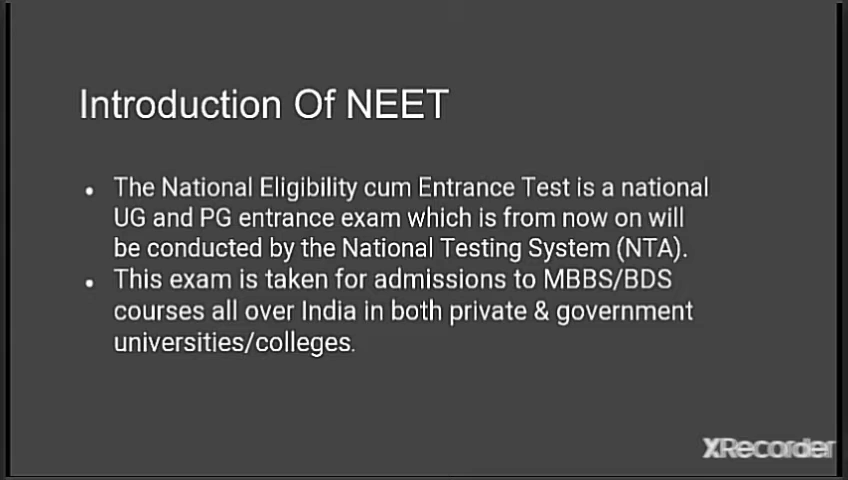 Introduction Of NEET
• The National Eligibility cum Entrance Test is a national
UG and PG entrance exam which is from now on will
be conducted by the National Testing System (NTA).
• This exam is taken for admissions to MBBS/BDS
courses all over India in both private & government
universities/colleges.
XRecorder